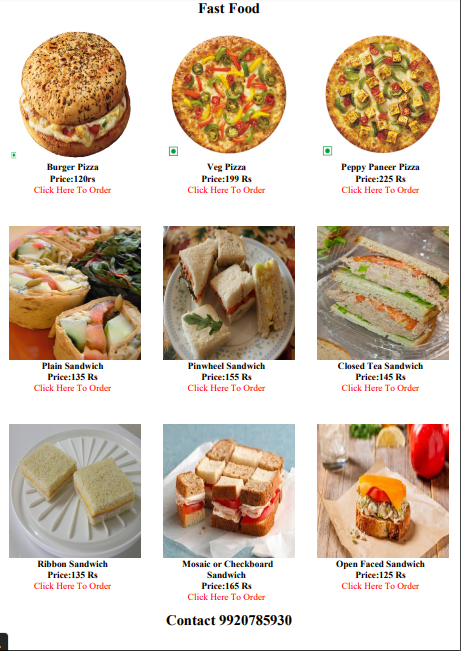 Fast Food
Burger Pizza
Price:120rs
Click Here To Order
Veg Pizza
Price:199 Rs
Click Here To Order
Peppy Paneer Pizza
Price:225 Rs
Click Here To Order
Plain Sandwich
Price:135 Rs
Click Here To Order
Pinwheel Sandwich
Price:155 Rs
Click Here To Order
Closed Tea Sandwich
Price:145 Rs
Click Here To Order
Ribbon Sandwich
Price:135 Rs
Click Here To Order
Mosaic or Checkboard
Sandwich
Price:165 Rs
Click Here To Order
Open Faced Sandwich
Price:125 Rs
Click Here To Order
Contact 9920785930